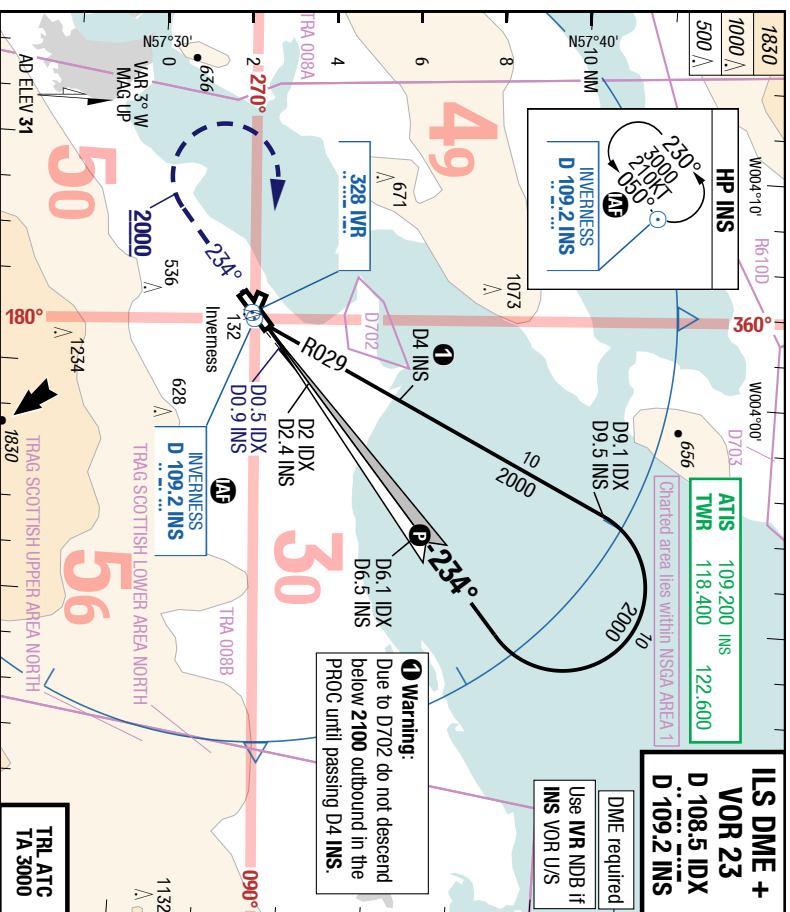 ILS DME +
VOR 23
D 108.5 IDX
D 109.2 INS
DME required
Use IVR NDB if
INS VOR U/S
ATIS 109.200 INS
TWR 118.400 122.600
Charted area lies within NSGA AREA 1
1830
1000
500
HP INS
230°
3000
210KT
050°
IAF
INVERNESS
D 109.2 INS
W004°10'
R610D
360°
W004°00'
D703
656
N57°40'
10 NM
8
6
4
2
0
N57°30'
TRA 008A
636
270°
49
671
1073
D702
D4 INS
1
R029
D9.1 IDX
D9.5 INS
10
2000
10
2000
234°
P
D6.1 IDX
D6.5 INS
D2 IDX
D2.4 INS
D0.5 IDX
D0.9 INS
328 IVR
234°
2000
VAR 3° W
MAG UP
AD ELEV 31
50
536
132
Inverness
180°
1234
628
1830
IAF
INVERNESS
D 109.2 INS
30
56
TRA 008B
TRAG SCOTTISH LOWER AREA NORTH
TRAG SCOTTISH UPPER AREA NORTH
1 Warning:
Due to D702 do not descend
below 2100 outbound in the
PROC until passing D4 INS.
090°
1132
TRL ATC
TA 3000